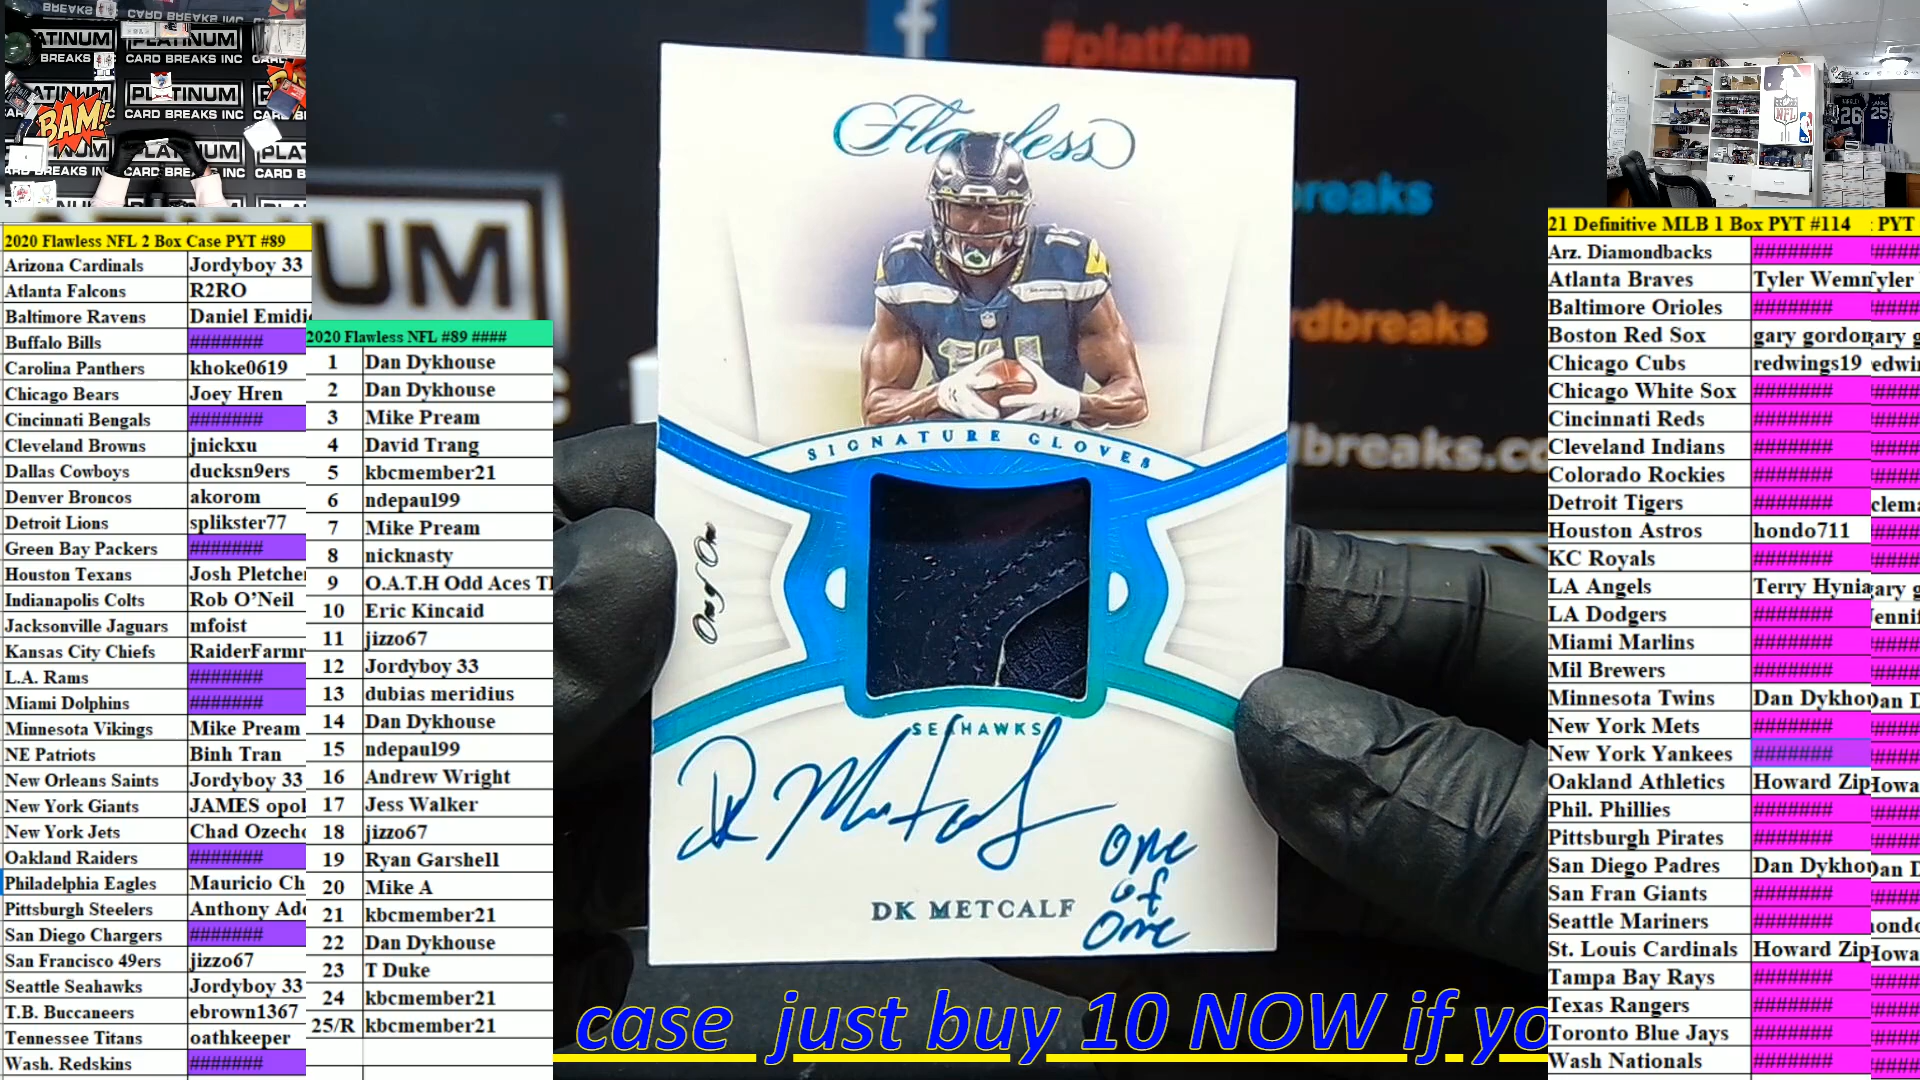 PLATINUM
CARD BREAKS INC
BAM!
#platfam
Flawless
SIGNATURE GLOVES
One of One
SEAHAWKS
DK Metcalf
One
of
One
DK METCALF
2020 Flawless NFL 2 Box Case PYT #89
Arizona Cardinals Jordyboy 33
Atlanta Falcons R2RO
Baltimore Ravens Daniel Emidi
Buffalo Bills #######
Carolina Panthers khoke0619
Chicago Bears Joey Hren
Cincinnati Bengals #######
Cleveland Browns jnickxu
Dallas Cowboys ducksn9ers
Denver Broncos akorom
Detroit Lions splikster77
Green Bay Packers #######
Houston Texans Josh Pletche
Indianapolis Colts Rob O'Neil
Jacksonville Jaguars mfoist
Kansas City Chiefs RaiderFarmr
L.A. Rams #######
Miami Dolphins #######
Minnesota Vikings Mike Pream
NE Patriots Binh Tran
New Orleans Saints Jordyboy 33
New York Giants JAMES opol
New York Jets Chad Ozech
Oakland Raiders #######
Philadelphia Eagles Mauricio Ch
Pittsburgh Steelers Anthony Ad
San Diego Chargers #######
San Francisco 49ers jizzo67
Seattle Seahawks Jordyboy 33
T.B. Buccaneers ebrown1367
Tennessee Titans oathkeeper
Wash. Redskins #######
2020 Flawless NFL #89 ####
1 Dan Dykhouse
2 Dan Dykhouse
3 Mike Pream
4 David Trang
5 kbcmember21
6 ndepaul99
7 Mike Pream
8 nicknasty
9 O.A.T.H Odd Aces T
10 Eric Kincaid
11 jizzo67
12 Jordyboy 33
13 dubias meridius
14 Dan Dykhouse
15 ndepaul99
16 Andrew Wright
17 Jess Walker
18 jizzo67
19 Ryan Garshell
20 Mike A
21 kbcmember21
22 Dan Dykhouse
23 T Duke
24 kbcmember21
25/R kbcmember21
21 Definitive MLB 1 Box PYT #114
Arz. Diamondbacks #######
Atlanta Braves Tyler Wemn
Baltimore Orioles #######
Boston Red Sox gary gordon
Chicago Cubs redwings19
Chicago White Sox #######
Cincinnati Reds #######
Cleveland Indians #######
Colorado Rockies #######
Detroit Tigers #######
Houston Astros hondo711
KC Royals #######
LA Angels Terry Hynia
LA Dodgers #######
Miami Marlins #######
Mil Brewers #######
Minnesota Twins Dan Dykho
New York Mets #######
New York Yankees #######
Oakland Athletics Howard Zip
Phil. Phillies #######
Pittsburgh Pirates #######
San Diego Padres Dan Dykho
San Fran Giants #######
Seattle Mariners #######
St. Louis Cardinals Howard Zip
Tampa Bay Rays #######
Texas Rangers #######
Toronto Blue Jays #######
Wash Nationals #######
case just buy 10 NOW if yo